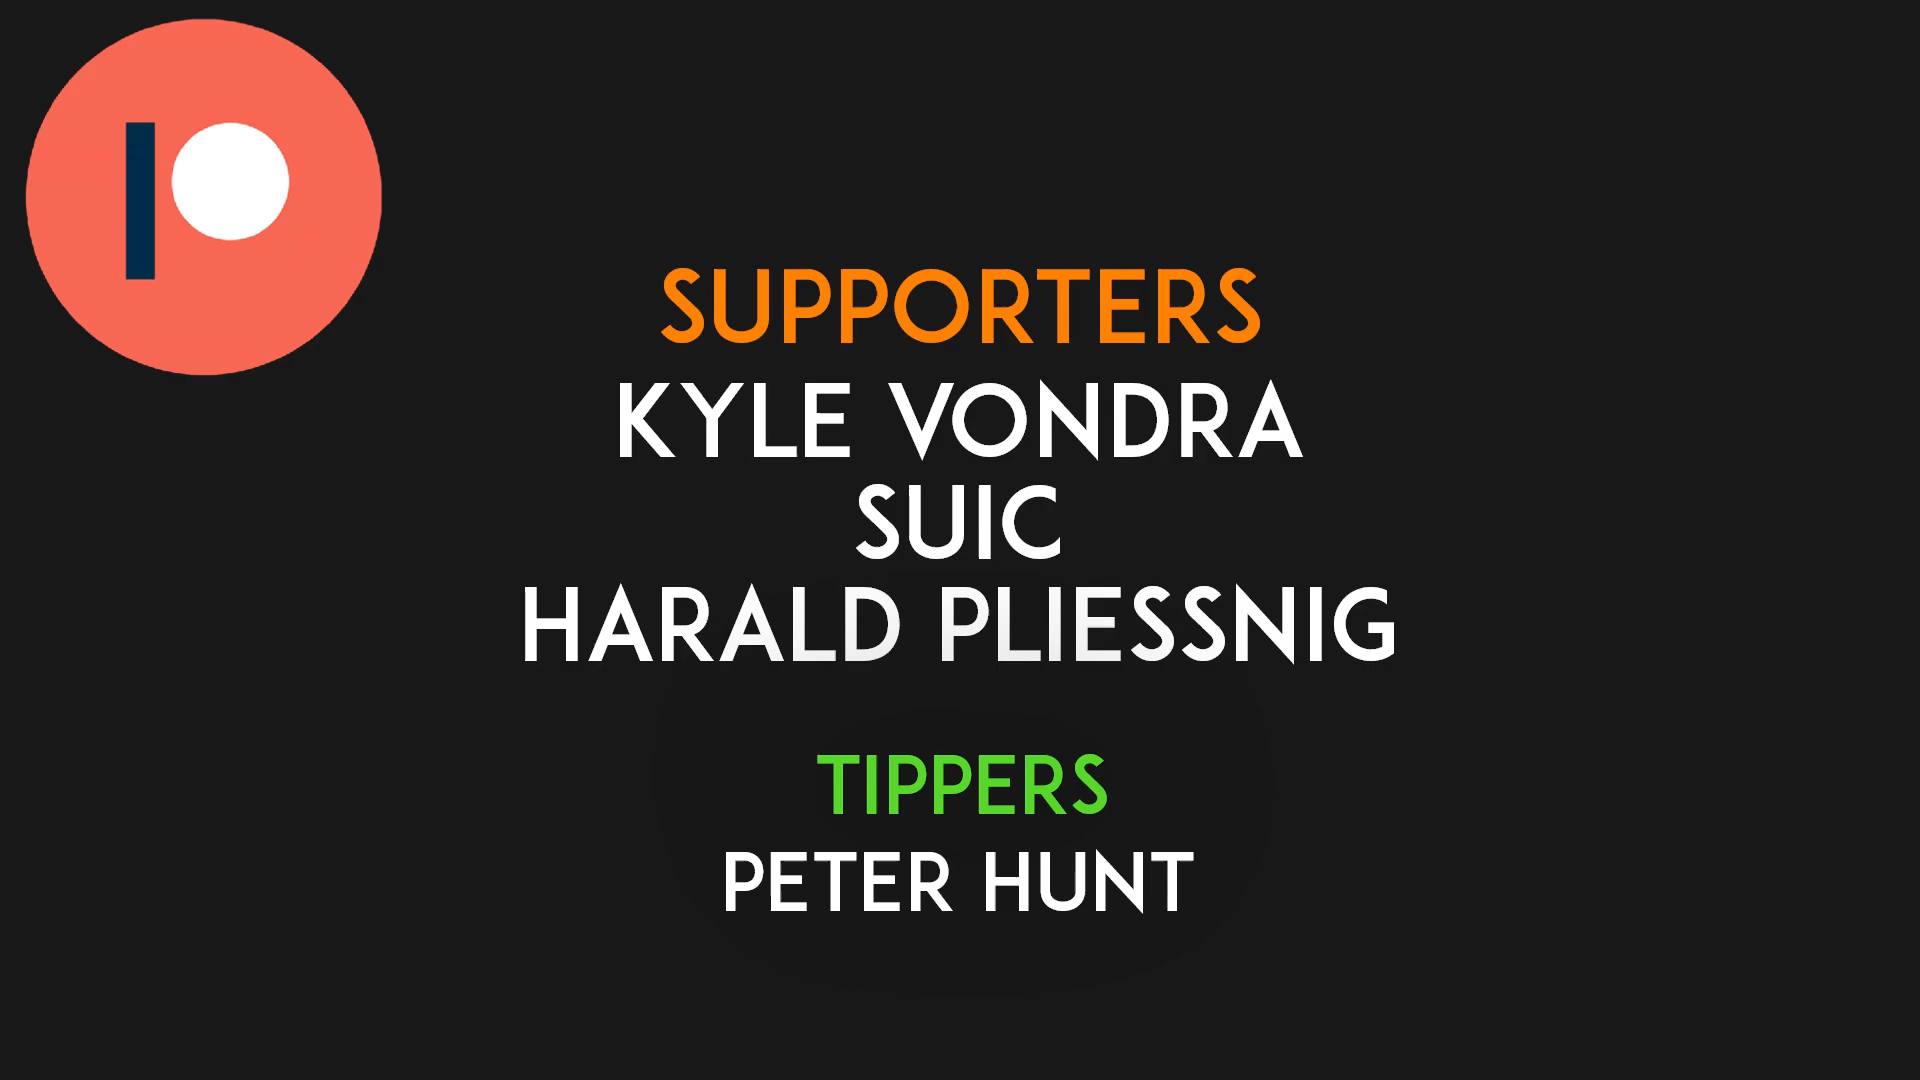 SUPPORTERS
KYLE VONDRA
SUIC
HARALD PLIESSNIG
TIPPERS
PETER HUNT